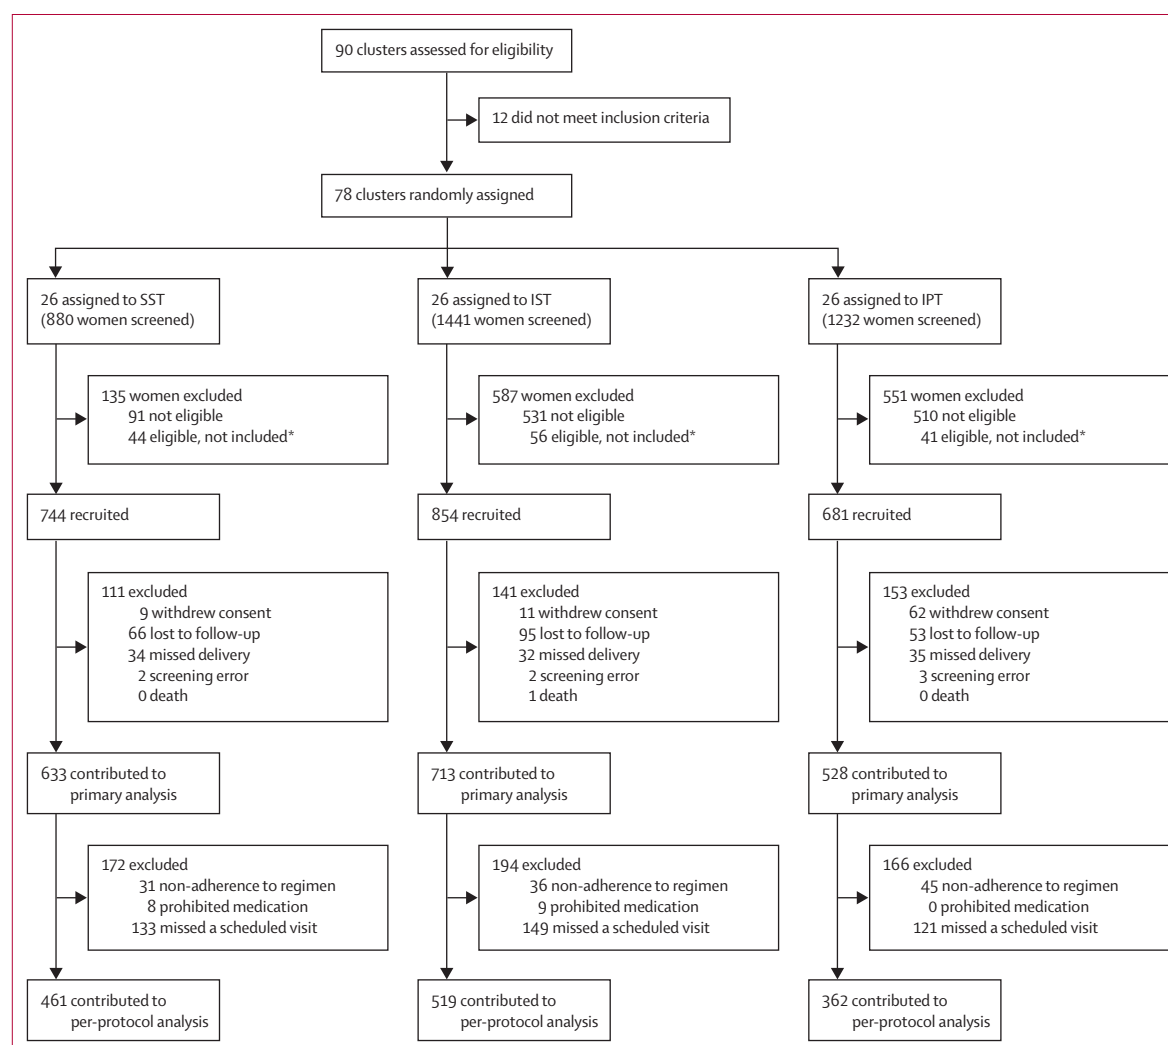 90 clusters assessed for eligibility
12 did not meet inclusion criteria
78 clusters randomly assigned
26 assigned to SST
(880 women screened)
26 assigned to IST
(1441 women screened)
26 assigned to IPT
(1232 women screened)
135 women excluded
91 not eligible
44 eligible, not included*
587 women excluded
531 not eligible
56 eligible, not included*
551 women excluded
510 not eligible
41 eligible, not included*
744 recruited
854 recruited
681 recruited
111 excluded
9 withdrew consent
66 lost to follow-up
34 missed delivery
2 screening error
0 death
141 excluded
11 withdrew consent
95 lost to follow-up
32 missed delivery
2 screening error
1 death
153 excluded
62 withdrew consent
53 lost to follow-up
35 missed delivery
3 screening error
0 death
633 contributed to
primary analysis
713 contributed to
primary analysis
528 contributed to
primary analysis
172 excluded
31 non-adherence to regimen
8 prohibited medication
133 missed a scheduled visit
194 excluded
36 non-adherence to regimen
9 prohibited medication
149 missed a scheduled visit
166 excluded
45 non-adherence to regimen
0 prohibited medication
121 missed a scheduled visit
461 contributed to
per-protocol analysis
519 contributed to
per-protocol analysis
362 contributed to
per-protocol analysis